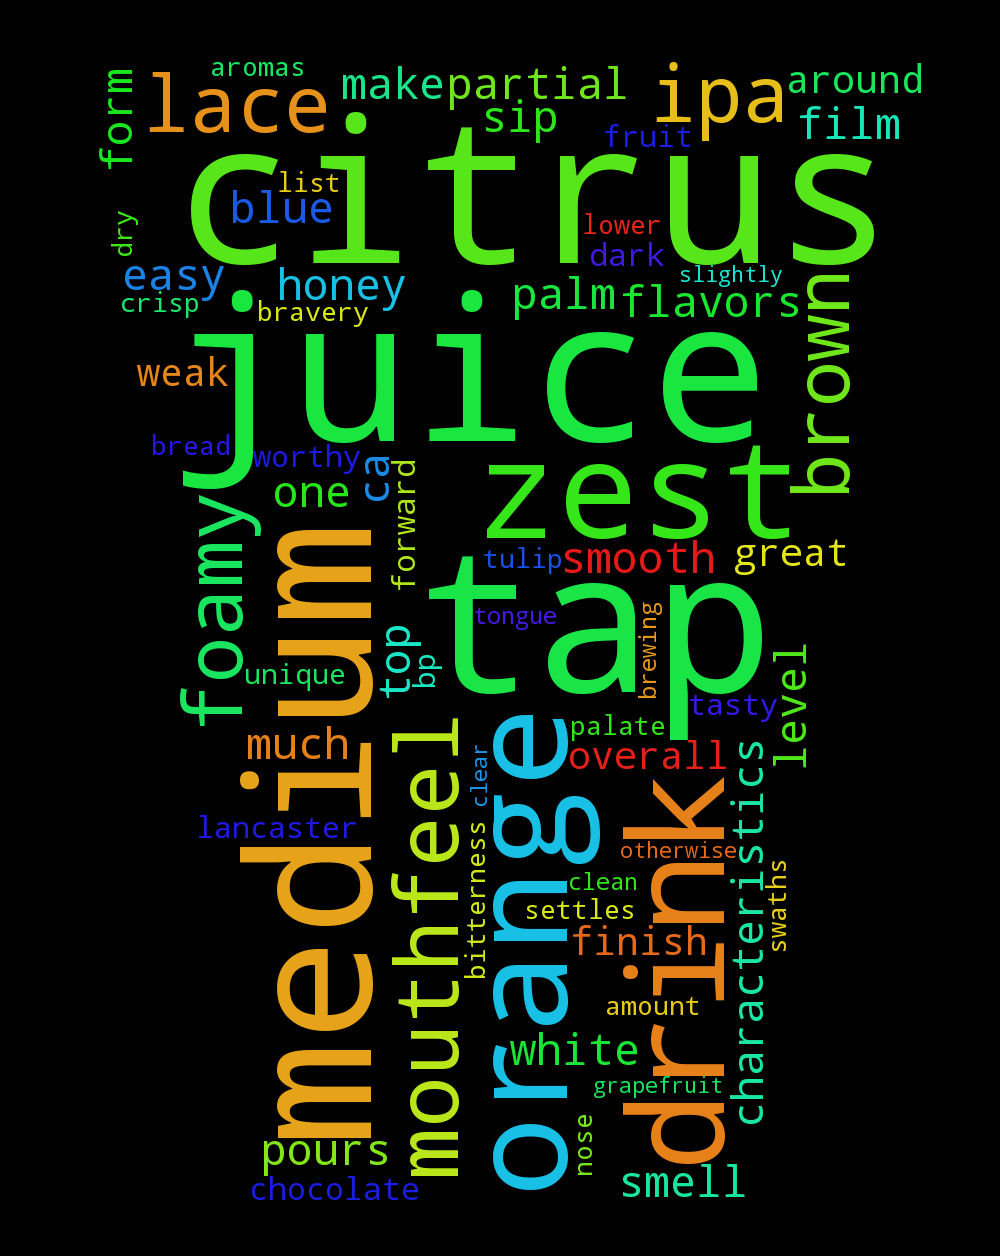 aromas
form
lace
make
partial
ipa
around
sip
film
fruit
citrus
list
blue
dry
lower
dark
easy
honey
slightly
crisp
bravery
palm
flavors
brown
juice
weak
bread
worthy
ca
forward
zest
one
foamy
medium
tulip
smooth
great
tap
tongue
brewing
top
bp
unique
level
tasty
palate
much
mouthfeel
orange
clear
overall
drink
characteristics
lancaster
bitterness
otherwise
clean
swaths
settles
finish
amount
white
grapefruit
nose
pours
smell
chocolate